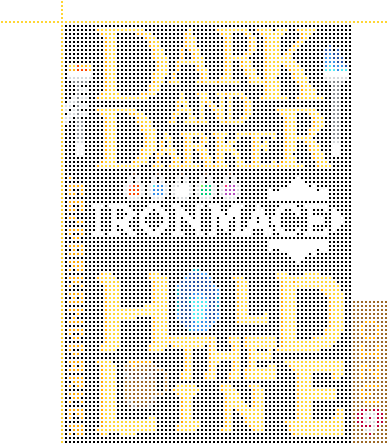 DARK
AND
DARKER
IRONMACE
HOLD
THE
LINE